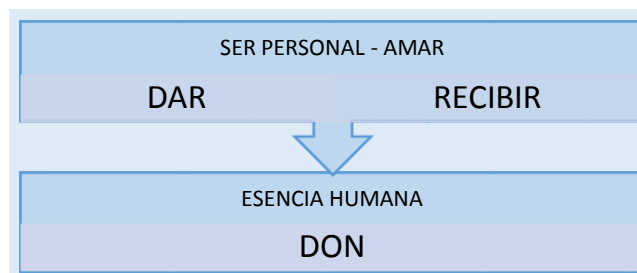 SER PERSONAL - AMAR
DAR RECIBIR
ESENCIA HUMANA
DON